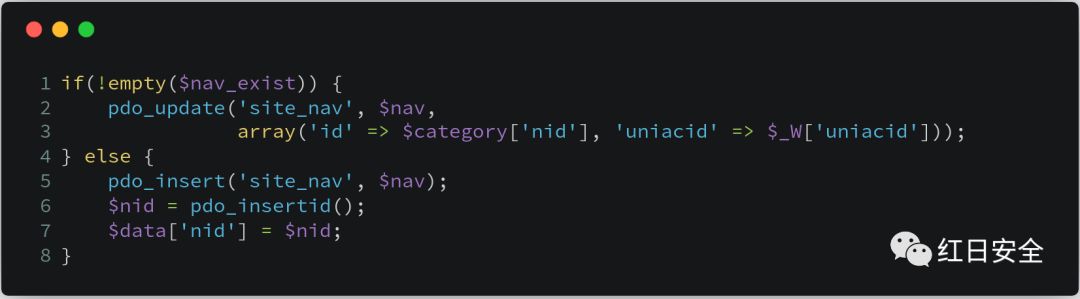 1 if(!empty($nav_exist)) {
2     pdo_update('site_nav', $nav,
3                array('id' => $category['nid'], 'uniacid' => $_W['uniacid']));
4 } else {
5     pdo_insert('site_nav', $nav);
6     $nid = pdo_insertid();
7     $data['nid'] = $nid;
8 }
红日安全